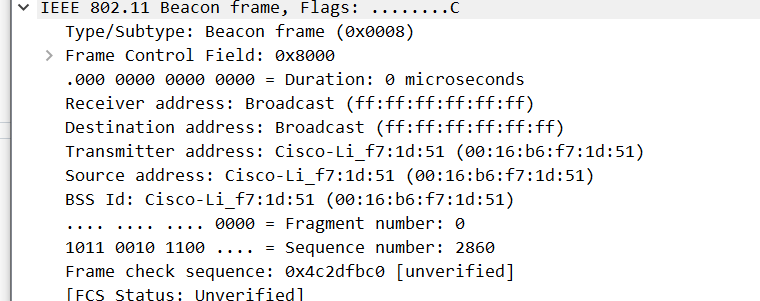 IEEE 802.11 Beacon frame, Flags: ........C
Type/Subtype: Beacon frame (0x0008)
Frame Control Field: 0x8000
.000 0000 0000 0000 = Duration: 0 microseconds
Receiver address: Broadcast (ff:ff:ff:ff:ff:ff)
Destination address: Broadcast (ff:ff:ff:ff:ff:ff)
Transmitter address: Cisco-Li_f7:1d:51 (00:16:b6:f7:1d:51)
Source address: Cisco-Li_f7:1d:51 (00:16:b6:f7:1d:51)
BSS Id: Cisco-Li_f7:1d:51 (00:16:b6:f7:1d:51)
.... .... .... 0000 = Fragment number: 0
1011 0010 1100 .... = Sequence number: 2860
Frame check sequence: 0x4c2dfbc0 [unverified]
[FCS Status: Unverified]